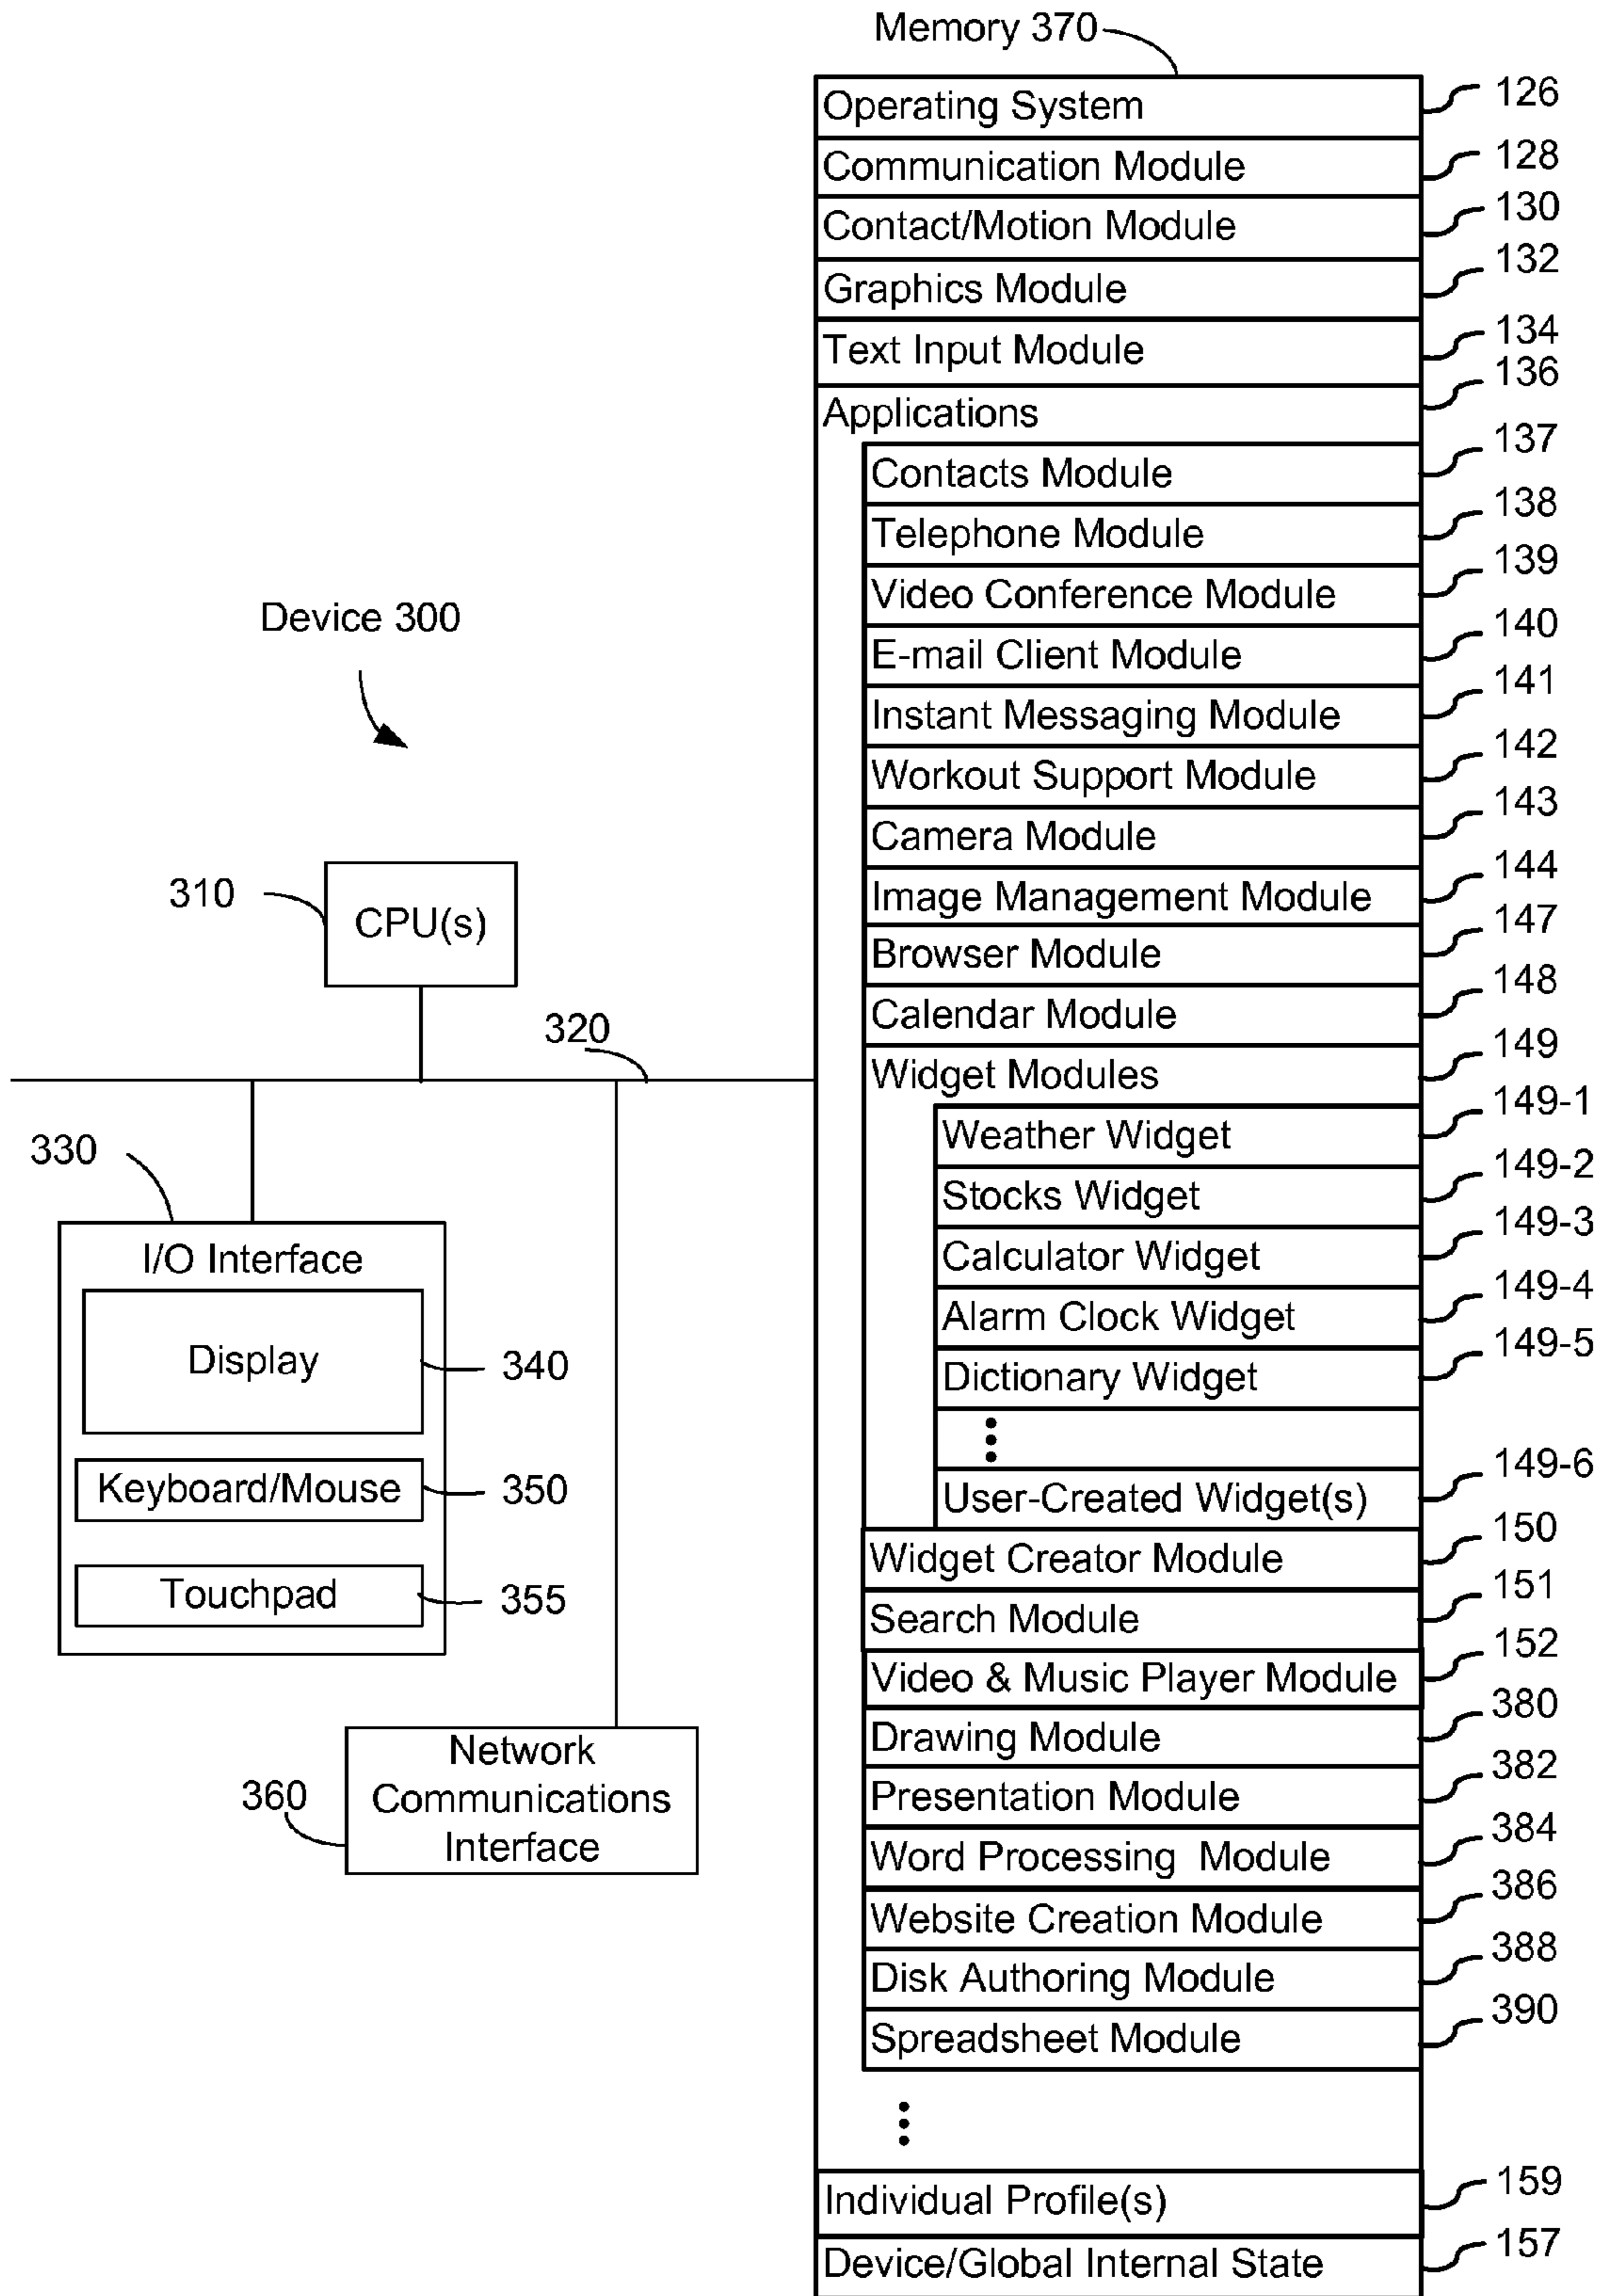 Memory 370
Operating System 126
Communication Module 128
Contact/Motion Module 130
Graphics Module 132
Text Input Module 134
Applications 136
Contacts Module 137
Telephone Module 138
Video Conference Module 139
E-mail Client Module 140
Instant Messaging Module 141
Workout Support Module 142
Camera Module 143
Image Management Module 144
Browser Module 147
Calendar Module 148
Widget Modules 149
Weather Widget 149-1
Stocks Widget 149-2
Calculator Widget 149-3
Alarm Clock Widget 149-4
Dictionary Widget 149-5
User-Created Widget(s) 149-6
Widget Creator Module 150
Search Module 151
Video & Music Player Module 152
Drawing Module 380
Presentation Module 382
Word Processing Module 384
Website Creation Module 386
Disk Authoring Module 388
Spreadsheet Module 390
Individual Profile(s) 159
Device/Global Internal State 157
Device 300
310
CPU(s)
320
330
I/O Interface
Display 340
Keyboard/Mouse 350
Touchpad 355
360
Network
Communications
Interface